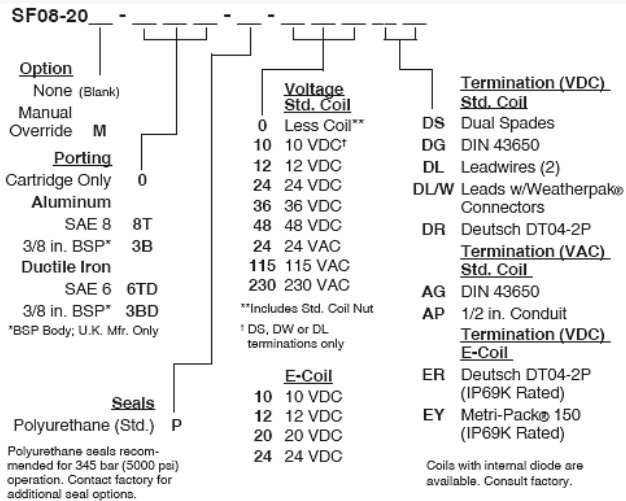 SF08-20__ - __ __ __ - __ - __ __ __ __ __
Option
None (Blank)
Manual
Override M
Porting
Cartridge Only 0
Aluminum
SAE 8 8T
3/8 in. BSP* 3B
Ductile Iron
SAE 6 6TD
3/8 in. BSP* 3BD
*BSP Body; U.K. Mfr. Only
Seals
Polyurethane (Std.) P
Polyurethane seals recom-
mended for 345 bar (5000 psi)
operation. Contact factory for
additional seal options.
Voltage
Std. Coil
0 Less Coil**
10 10 VDC†
12 12 VDC
24 24 VDC
36 36 VDC
48 48 VDC
24 24 VAC
115 115 VAC
230 230 VAC
**Includes Std. Coil Nut
† DS, DW or DL
terminations only
E-Coil
10 10 VDC
12 12 VDC
20 20 VDC
24 24 VDC
Termination (VDC)
Std. Coil
DS Dual Spades
DG DIN 43650
DL Leadwires (2)
DL/W Leads w/Weatherpak®
Connectors
DR Deutsch DT04-2P
Termination (VAC)
Std. Coil
AG DIN 43650
AP 1/2 in. Conduit
Termination (VDC)
E-Coil
ER Deutsch DT04-2P
(IP69K Rated)
EY Metri-Pack® 150
(IP69K Rated)
Coils with internal diode are
available. Consult factory.